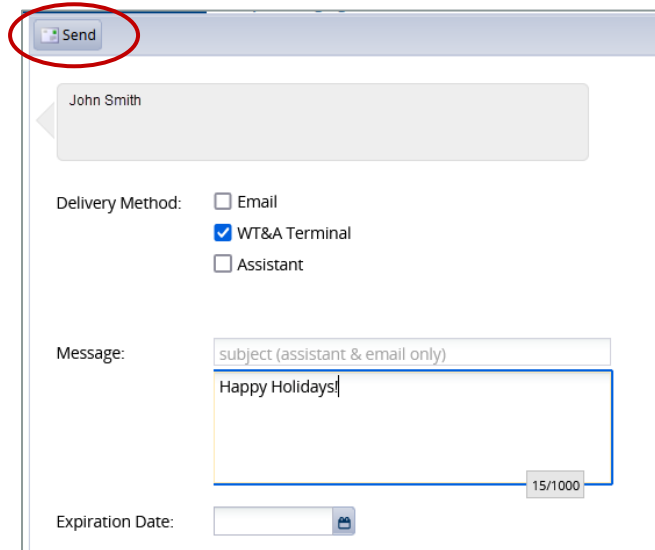 Send
John Smith
Delivery Method:
Email
WT&A Terminal
Assistant
Message:
subject (assistant & email only)
Happy Holidays!
15/1000
Expiration Date: